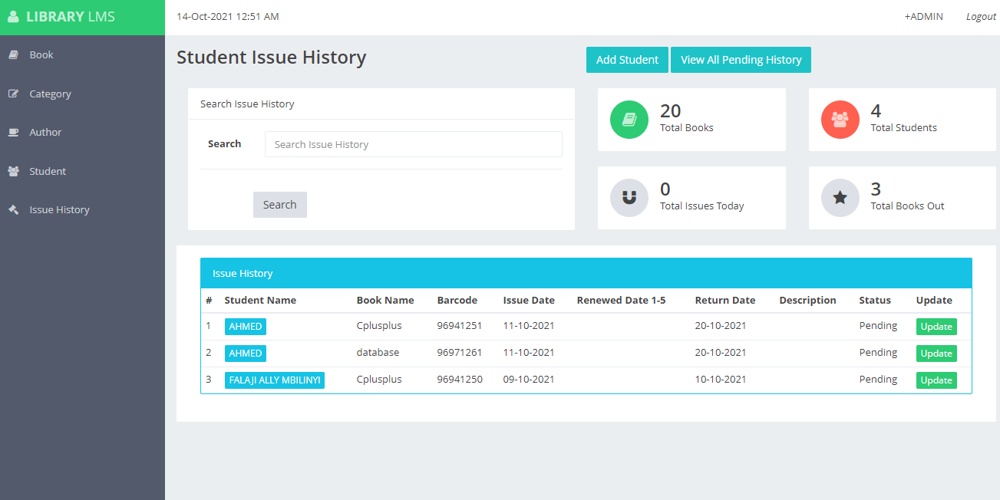 LIBRARY LMS
14-Oct-2021 12:51 AM
+ADMIN
Logout
Book
Category
Author
Student
Issue History
Student Issue History
Add Student
View All Pending History
Search Issue History
Search
Search Issue History
Search
20
Total Books
4
Total Students
0
Total Issues Today
3
Total Books Out
Issue History
# Student Name Book Name Barcode Issue Date Renewed Date 1-5 Return Date Description Status Update
1 AHMED Cplusplus 96941251 11-10-2021 20-10-2021 Pending Update
2 AHMED database 96971261 11-10-2021 20-10-2021 Pending Update
3 FALAJI ALLY MBILINYI Cplusplus 96941250 09-10-2021 10-10-2021 Pending Update